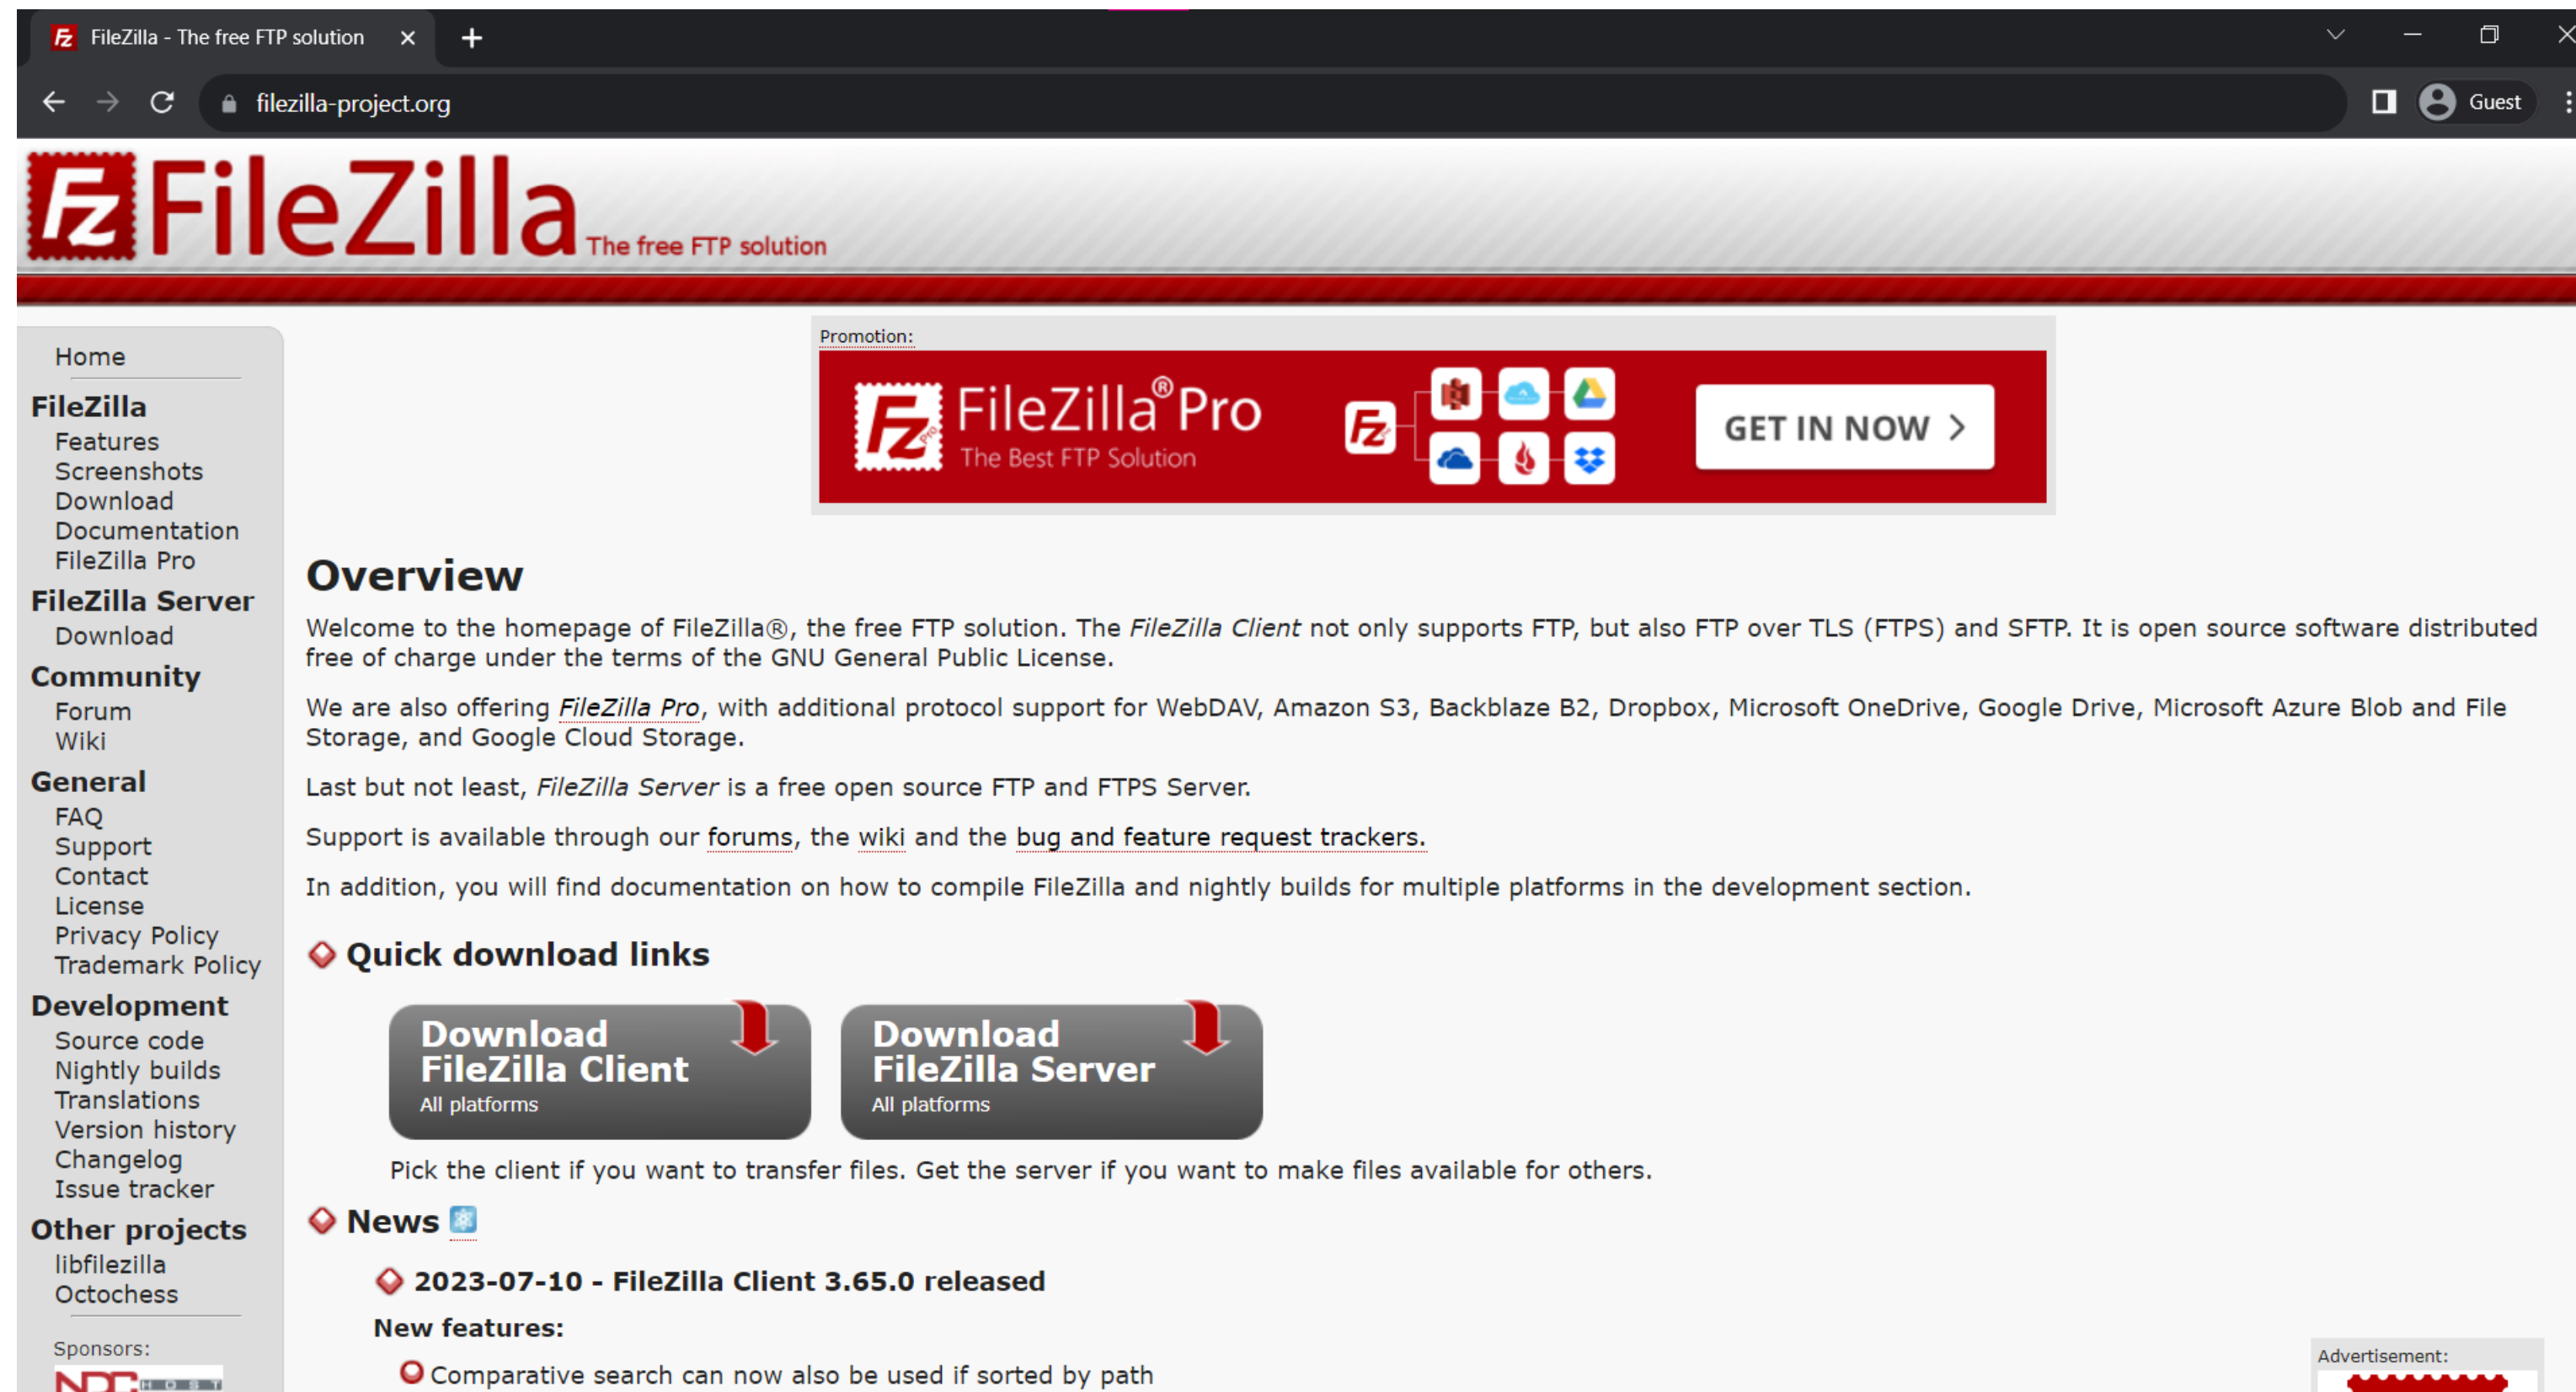 FileZilla - The free FTP solution
filezilla-project.org
Guest
FileZilla The free FTP solution
Home
FileZilla
Features
Screenshots
Download
Documentation
FileZilla Pro
FileZilla Server
Download
Community
Forum
Wiki
General
FAQ
Support
Contact
License
Privacy Policy
Trademark Policy
Development
Source code
Nightly builds
Translations
Version history
Changelog
Issue tracker
Other projects
libfilezilla
Octochess
Sponsors:
HOST
Promotion:
FileZilla® Pro
The Best FTP Solution
GET IN NOW >
Overview
Welcome to the homepage of FileZilla®, the free FTP solution. The FileZilla Client not only supports FTP, but also FTP over TLS (FTPS) and SFTP. It is open source software distributed
free of charge under the terms of the GNU General Public License.
We are also offering FileZilla Pro, with additional protocol support for WebDAV, Amazon S3, Backblaze B2, Dropbox, Microsoft OneDrive, Google Drive, Microsoft Azure Blob and File
Storage, and Google Cloud Storage.
Last but not least, FileZilla Server is a free open source FTP and FTPS Server.
Support is available through our forums, the wiki and the bug and feature request trackers.
In addition, you will find documentation on how to compile FileZilla and nightly builds for multiple platforms in the development section.
Quick download links
Download
FileZilla Client
All platforms
Download
FileZilla Server
All platforms
Pick the client if you want to transfer files. Get the server if you want to make files available for others.
News
2023-07-10 - FileZilla Client 3.65.0 released
New features:
Comparative search can now also be used if sorted by path
Advertisement: